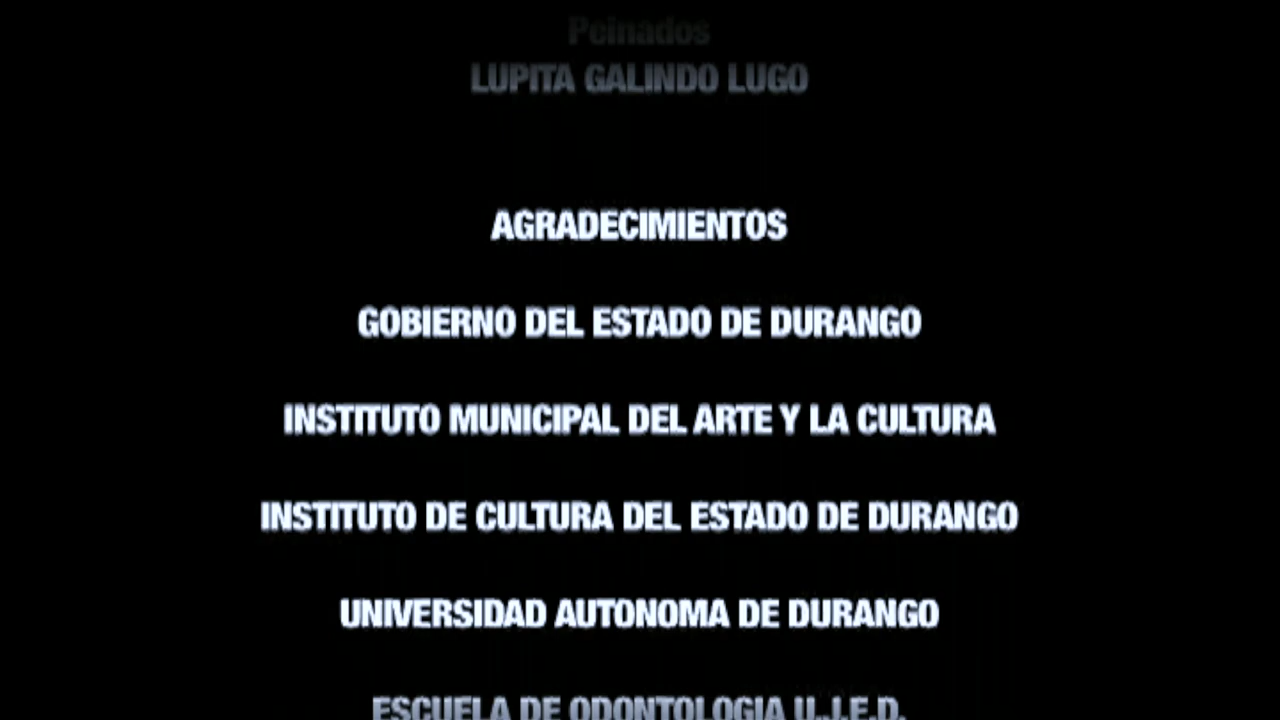 Peinados
LUPITA GALINDO LUGO
AGRADECIMIENTOS
GOBIERNO DEL ESTADO DE DURANGO
INSTITUTO MUNICIPAL DEL ARTE Y LA CULTURA
INSTITUTO DE CULTURA DEL ESTADO DE DURANGO
UNIVERSIDAD AUTONOMA DE DURANGO
ESCUELA DE ODONTOLOGIA U.J.E.D.